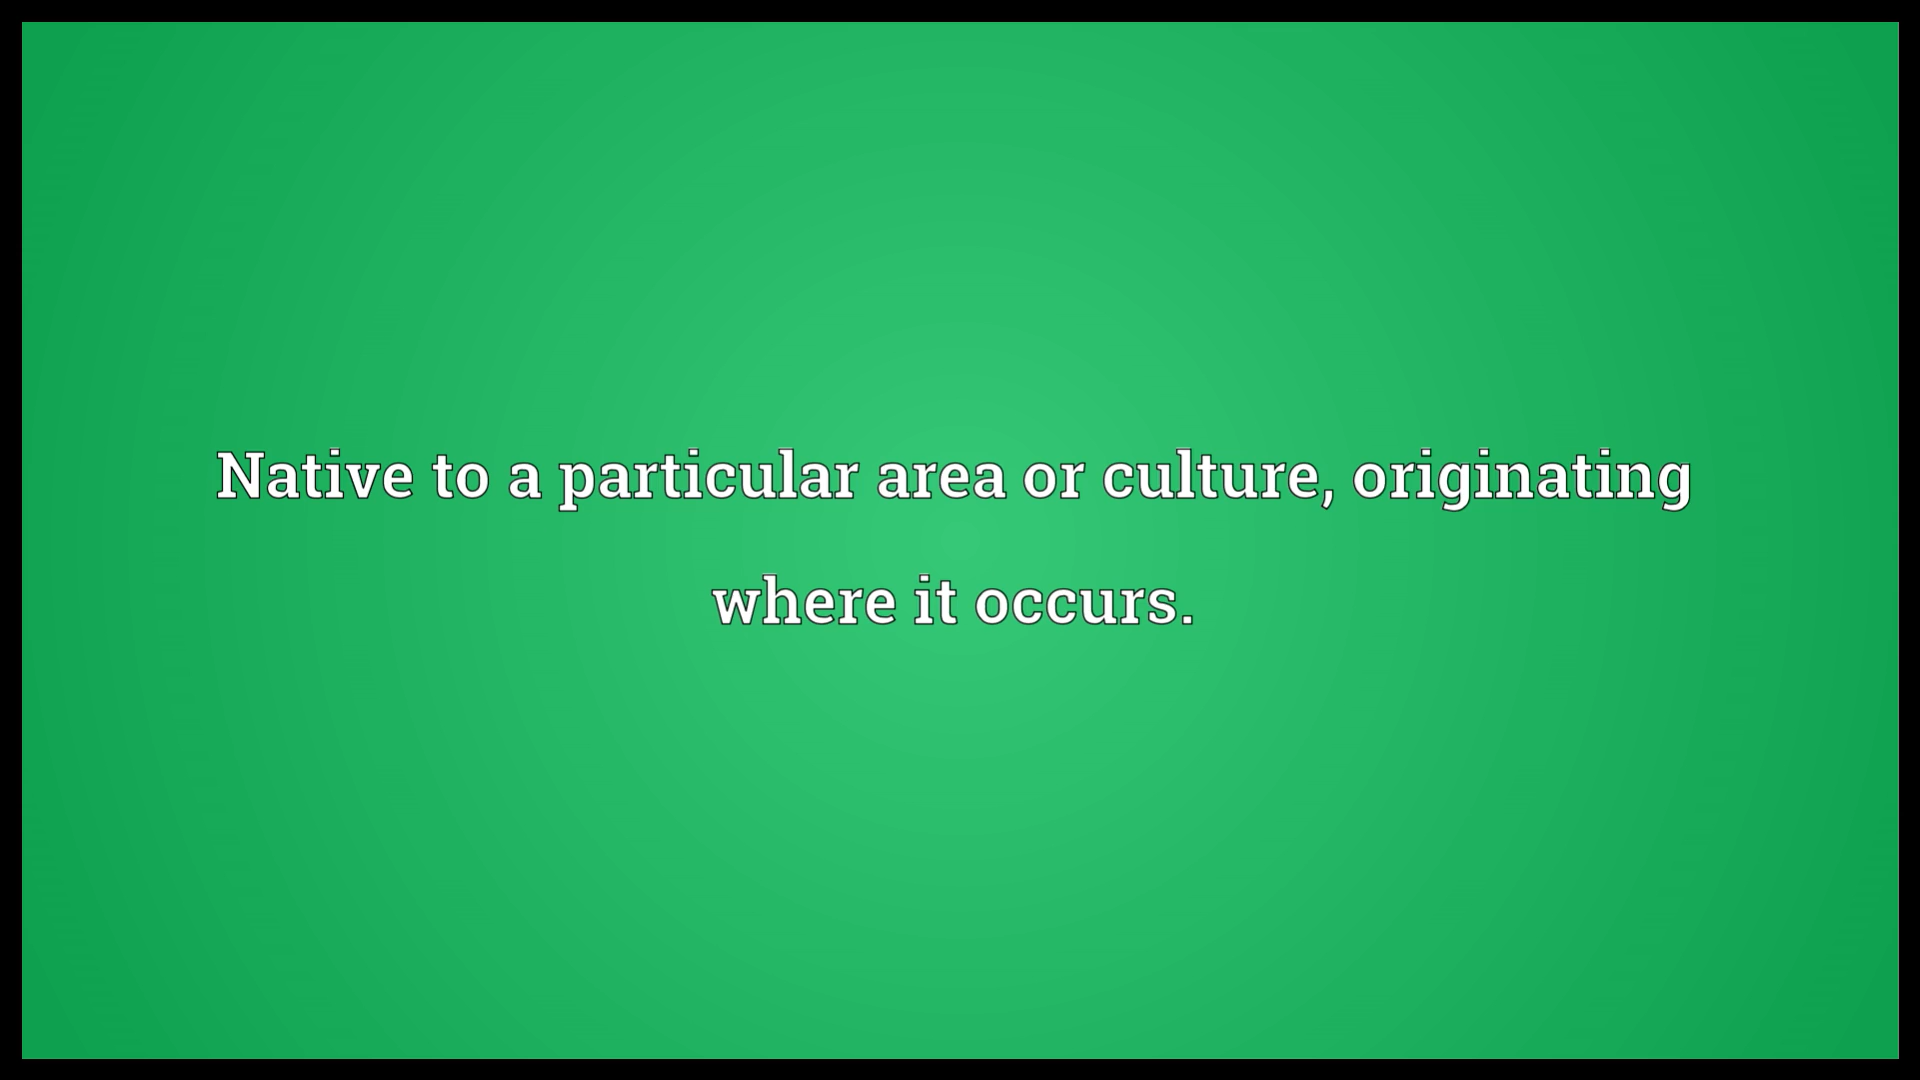 Native to a particular area or culture, originating
where it occurs.